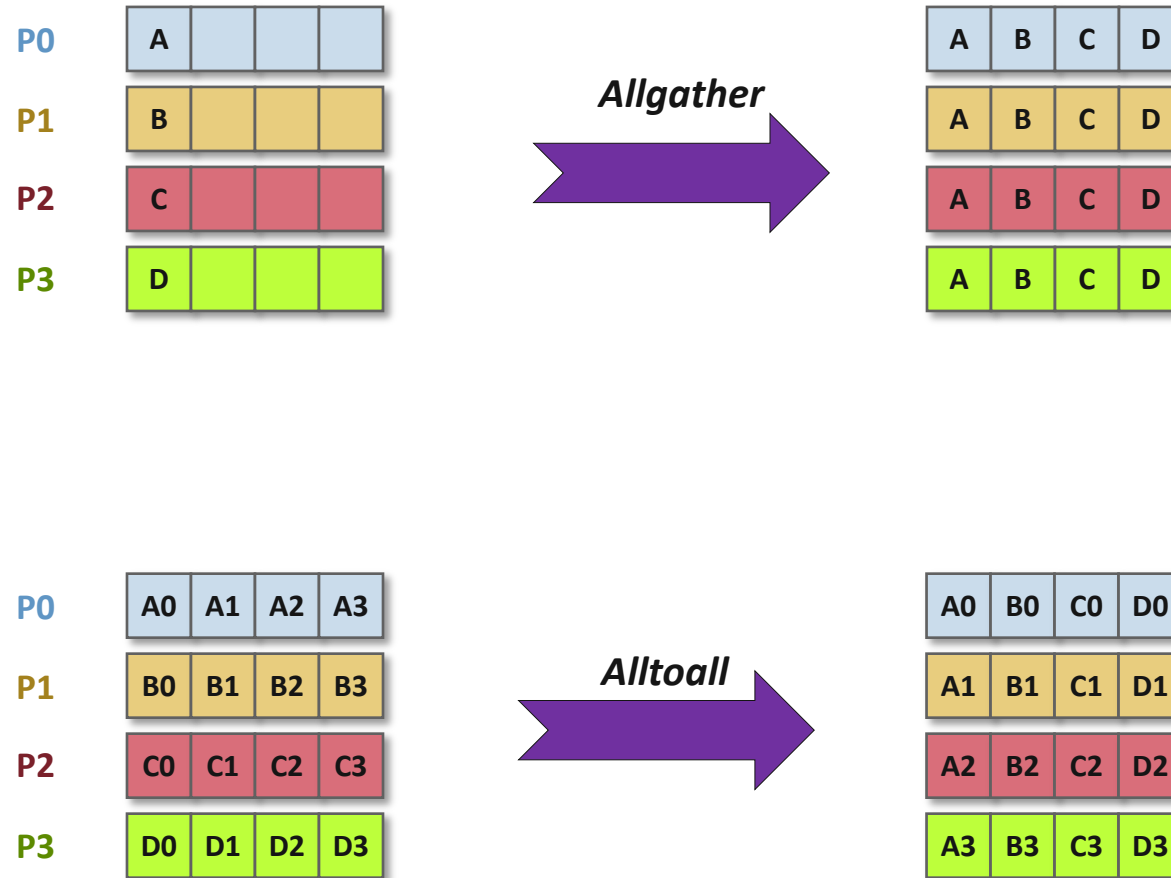 P0 A A B C D
Allgather
P1 B A B C D
P2 C A B C D
P3 D A B C D
P0 A0 A1 A2 A3 A0 B0 C0 D0
Alltoall
P1 B0 B1 B2 B3 A1 B1 C1 D1
P2 C0 C1 C2 C3 A2 B2 C2 D2
P3 D0 D1 D2 D3 A3 B3 C3 D3